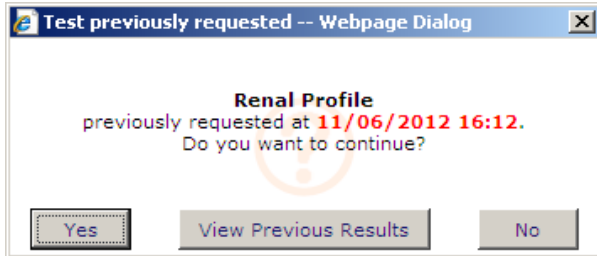 Test previously requested -- Webpage Dialog
Renal Profile
previously requested at 11/06/2012 16:12.
Do you want to continue?
Yes
View Previous Results
No